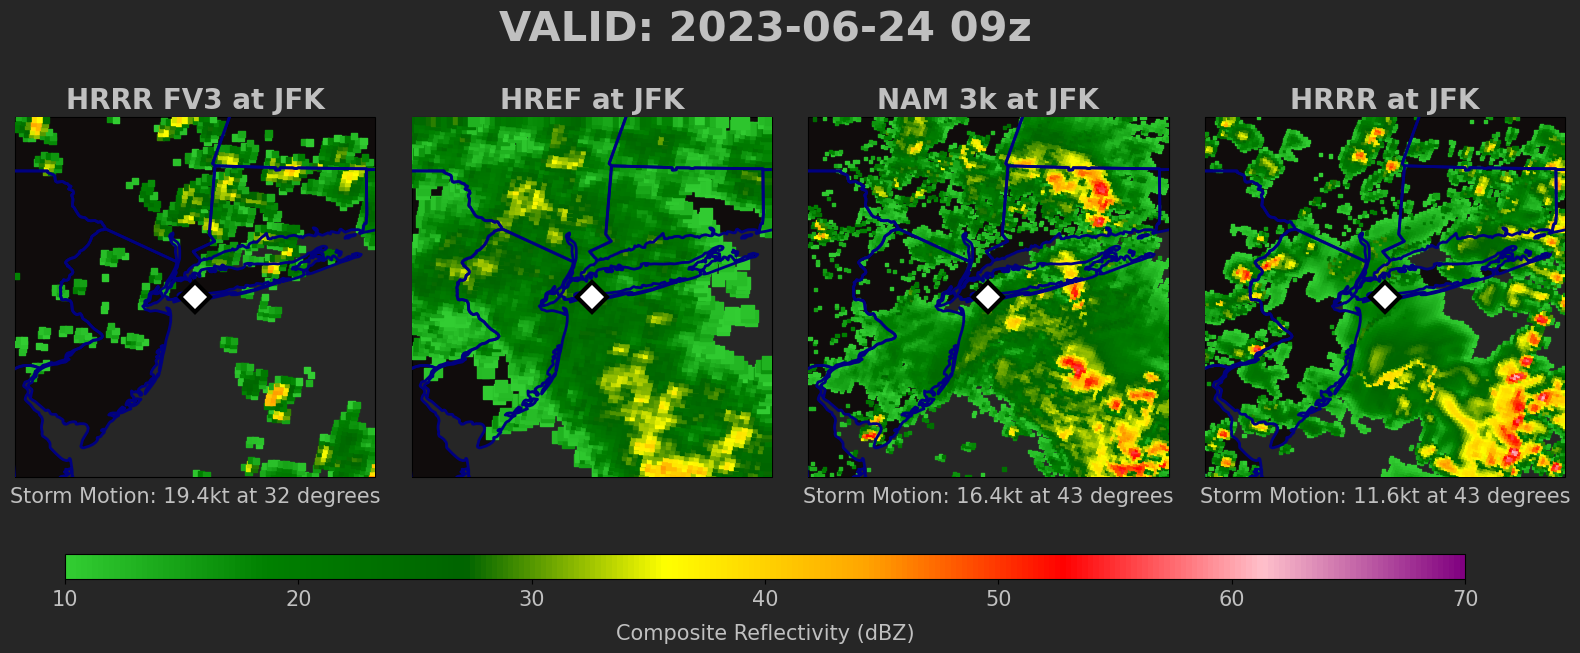 VALID: 2023-06-24 09z
HRRR FV3 at JFK
HREF at JFK
NAM 3k at JFK
HRRR at JFK
Storm Motion: 19.4kt at 32 degrees
Storm Motion: 16.4kt at 43 degrees
Storm Motion: 11.6kt at 43 degrees
10 20 30 40 50 60 70
Composite Reflectivity (dBZ)